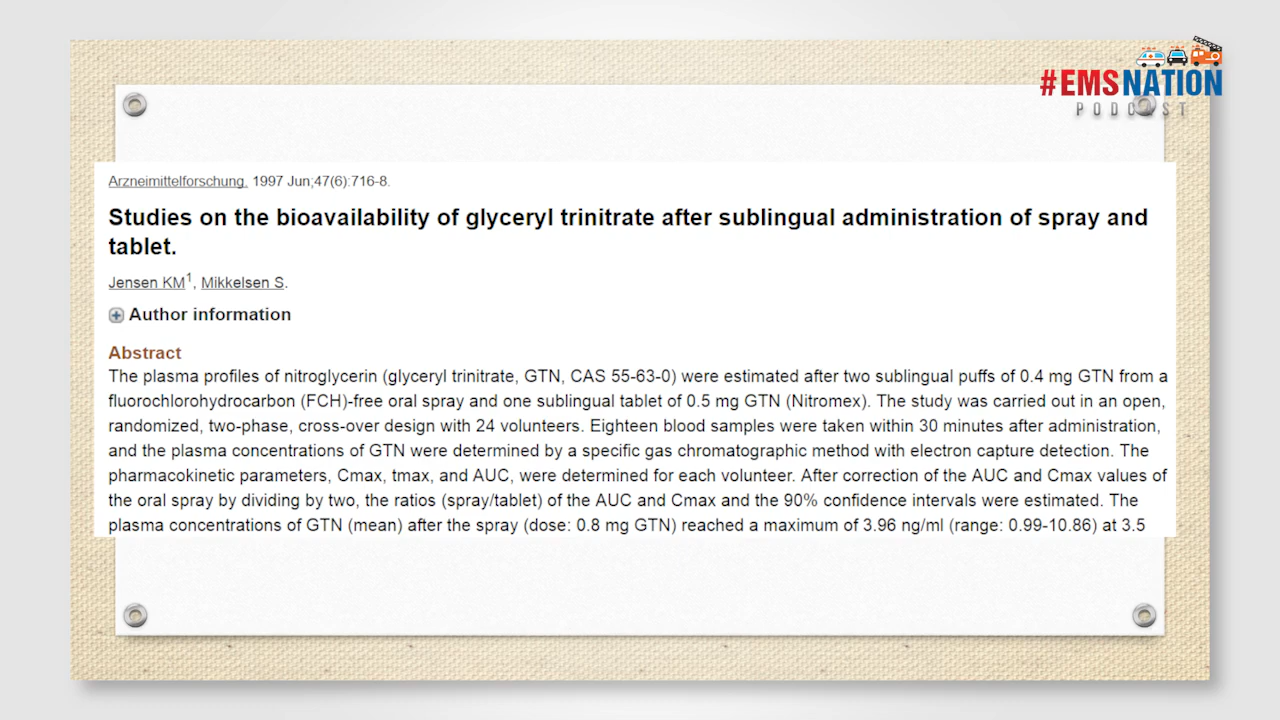 #EMSNATION
PODCAST
Arzneimittelforschung. 1997 Jun;47(6):716-8.
Studies on the bioavailability of glyceryl trinitrate after sublingual administration of spray and
tablet.
Jensen KM1, Mikkelsen S.
Author information
Abstract
The plasma profiles of nitroglycerin (glyceryl trinitrate, GTN, CAS 55-63-0) were estimated after two sublingual puffs of 0.4 mg GTN from a
fluorochlorohydrocarbon (FCH)-free oral spray and one sublingual tablet of 0.5 mg GTN (Nitromex). The study was carried out in an open,
randomized, two-phase, cross-over design with 24 volunteers. Eighteen blood samples were taken within 30 minutes after administration,
and the plasma concentrations of GTN were determined by a specific gas chromatographic method with electron capture detection. The
pharmacokinetic parameters, Cmax, tmax, and AUC, were determined for each volunteer. After correction of the AUC and Cmax values of
the oral spray by dividing by two, the ratios (spray/tablet) of the AUC and Cmax and the 90% confidence intervals were estimated. The
plasma concentrations of GTN (mean) after the spray (dose: 0.8 mg GTN) reached a maximum of 3.96 ng/ml (range: 0.99-10.86) at 3.5